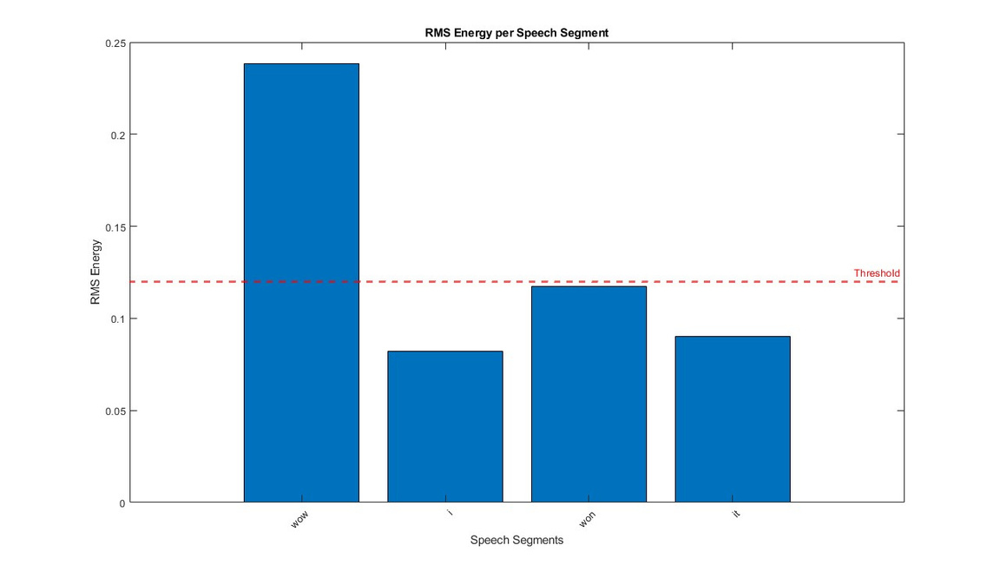 RMS Energy per Speech Segment
0.25
0.2
0.15
0.1
0.05
0
RMS Energy
Threshold
wow
i
won
it
Speech Segments